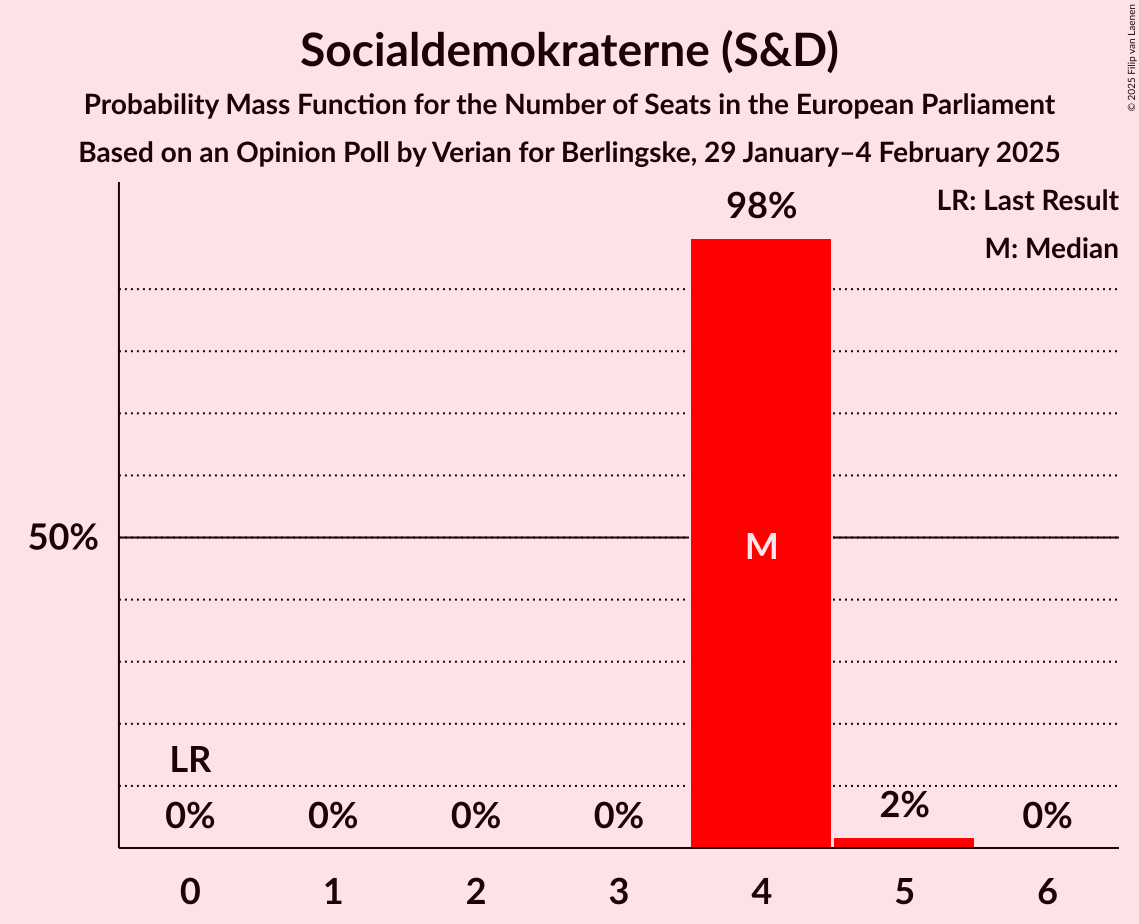 Socialdemokraterne (S&D)
Probability Mass Function for the Number of Seats in the European Parliament
Based on an Opinion Poll by Verian for Berlingske, 29 January–4 February 2025
© 2025 Filip van Laenen
LR: Last Result
M: Median
98%
50%
M
LR
0%
0%
0%
0%
2%
0%
0
1
2
3
4
5
6